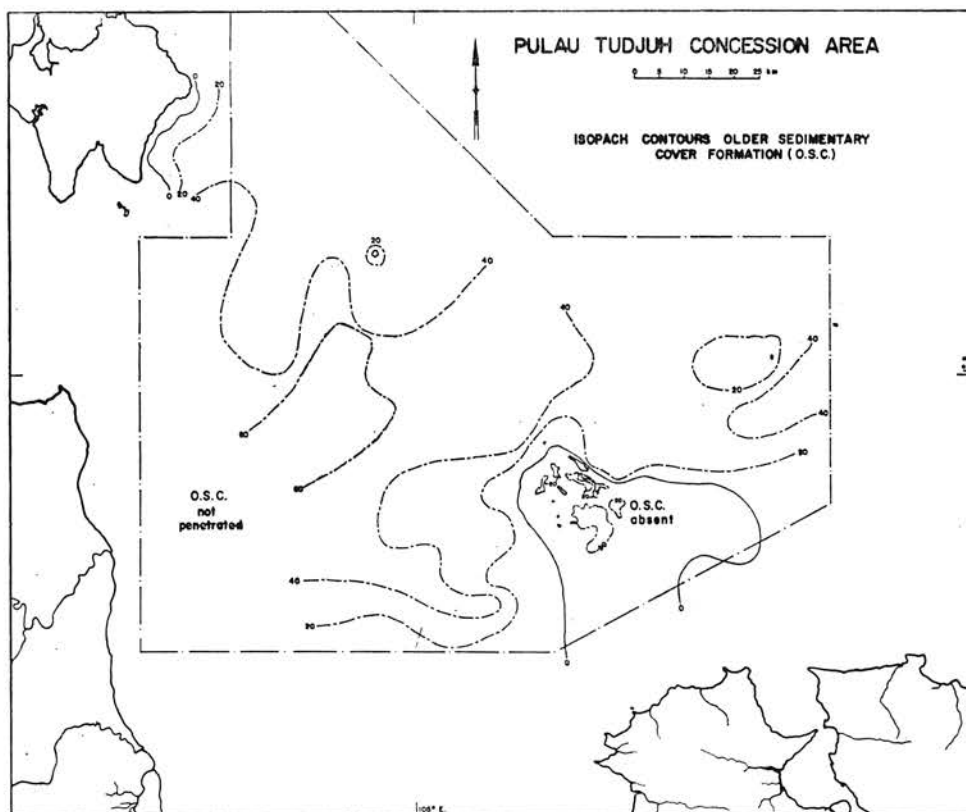 PULAU TUDJUH CONCESSION AREA
0 5 10 15 20 25 km
ISOPACH CONTOURS OLDER SEDIMENTARY
COVER FORMATION (O.S.C.)
0
20
0
20
40
20
40
40
40
20
40
80
20
80
O.S.C.
not
penetrated
O.S.C.
absent
40
20
0
0
105° E.